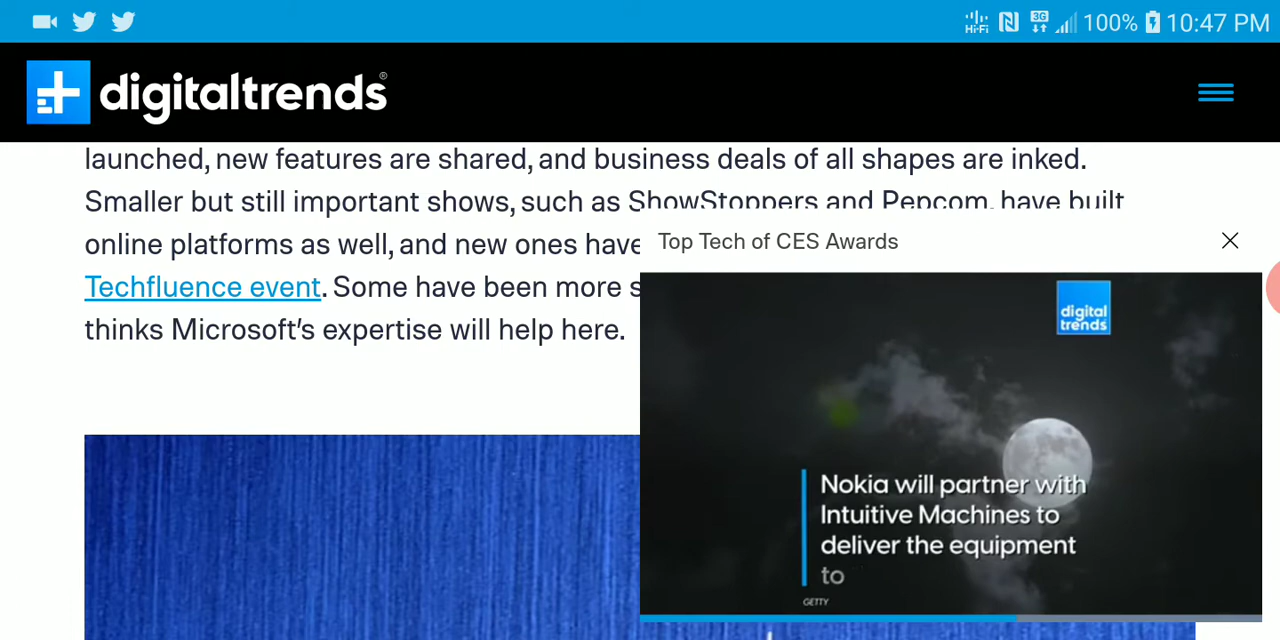 Hi-Fi N 3G 100% 10:47 PM
digitaltrends®
launched, new features are shared, and business deals of all shapes are inked.
Smaller but still important shows, such as ShowStoppers and Pepcom, have built
online platforms as well, and new ones have
Techfluence event. Some have been more s
thinks Microsoft's expertise will help here.
Top Tech of CES Awards
digital
trends
Nokia will partner with
Intuitive Machines to
deliver the equipment
to
GETTY